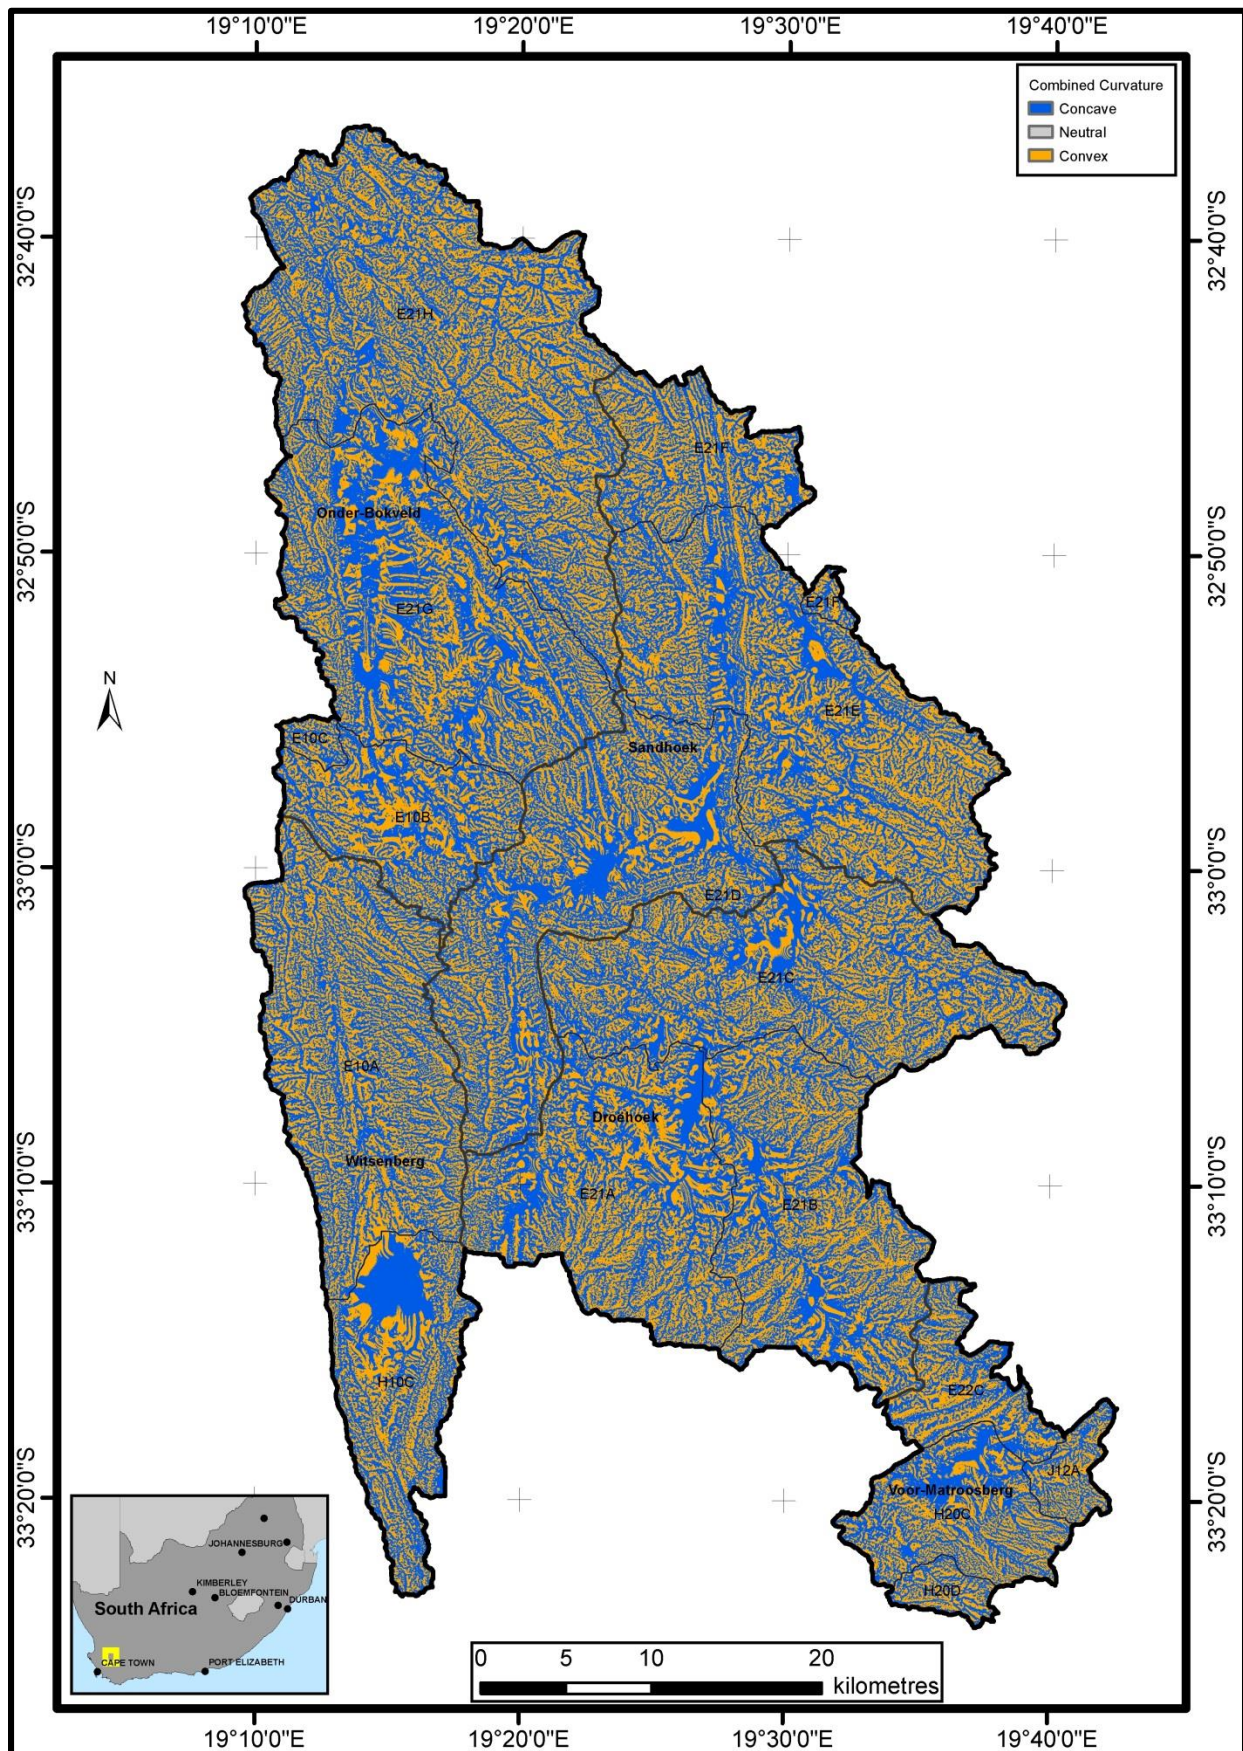 19°10'0"E
19°20'0"E
19°30'0"E
19°40'0"E
Combined Curvature
Concave
Neutral
Convex
32°40'0"S
32°40'0"S
E21H
E21F
Onder-Bokveld
32°50'0"S
32°50'0"S
E21G
E21F
N
E21E
E10C
Sandhoek
E10B
33°0'0"S
33°0'0"S
E21D
E21C
E10A
Droëhoek
Witsenberg
33°10'0"S
33°10'0"S
E21A
E21B
H10C
E22C
J12A
Voor-Matroosberg
33°20'0"S
33°20'0"S
H20C
H20D
JOHANNESBURG
KIMBERLEY
BLOEMFONTEIN
DURBAN
South Africa
CAPE TOWN
PORT ELIZABETH
0 5 10 20
kilometres
19°10'0"E
19°20'0"E
19°30'0"E
19°40'0"E